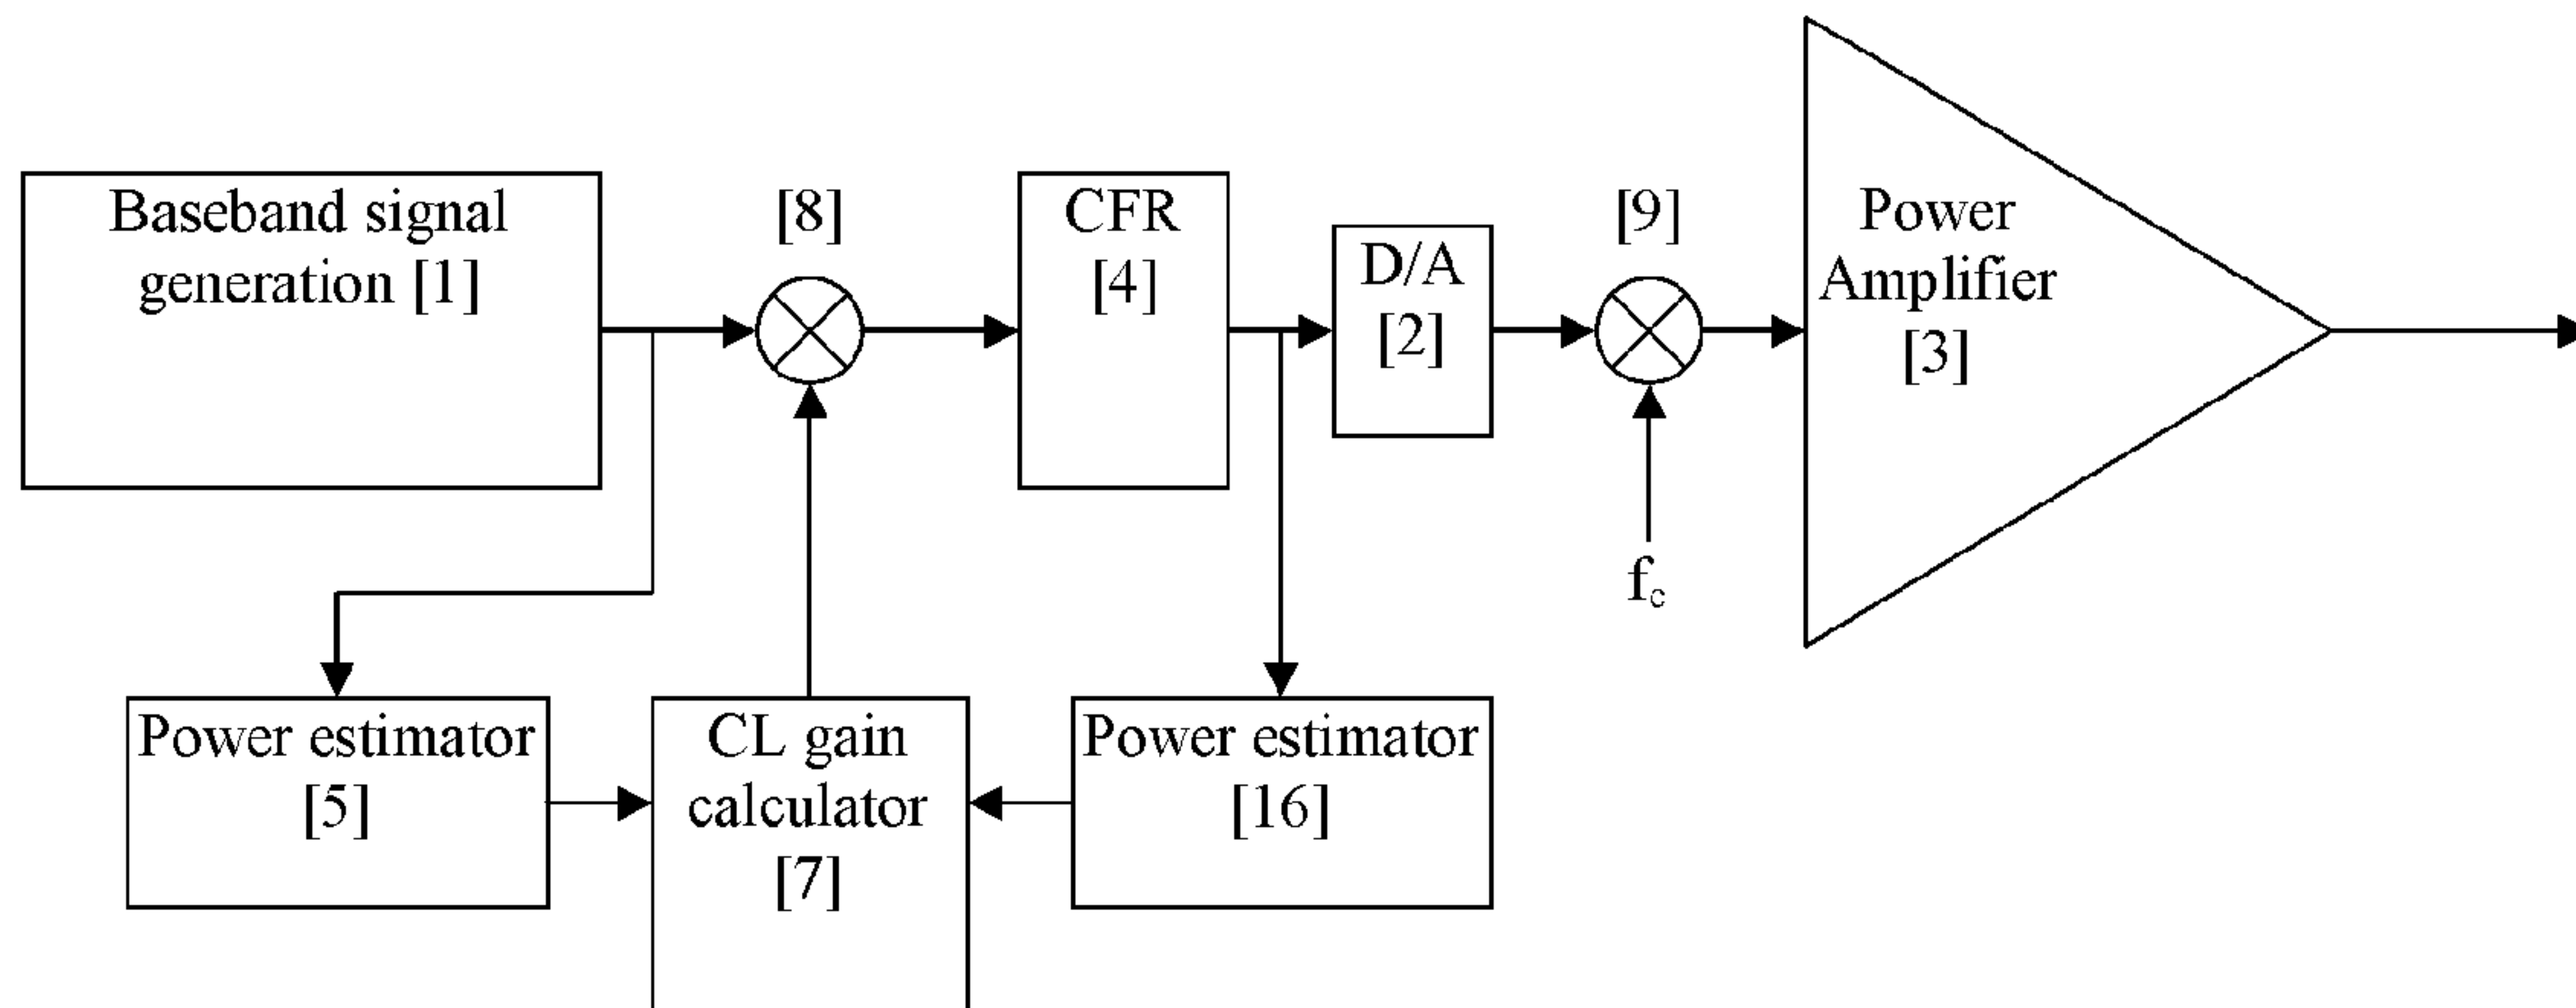 Baseband signal
generation [1]
[8]
CFR
[4]
D/A
[2]
[9]
f_c
Power
Amplifier
[3]
Power estimator
[5]
CL gain
calculator
[7]
Power estimator
[16]